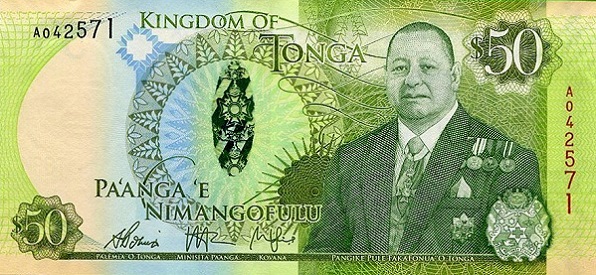 KINGDOM OF
TONGA
A042571
$50
A042571
PA'ANGA 'E
NIMANGOFULU
$50
PALEMEA 'O TONGA MINISITA PA'ANGA KOVANA PANGIKE PULE FAKAFONUA 'O TONGA